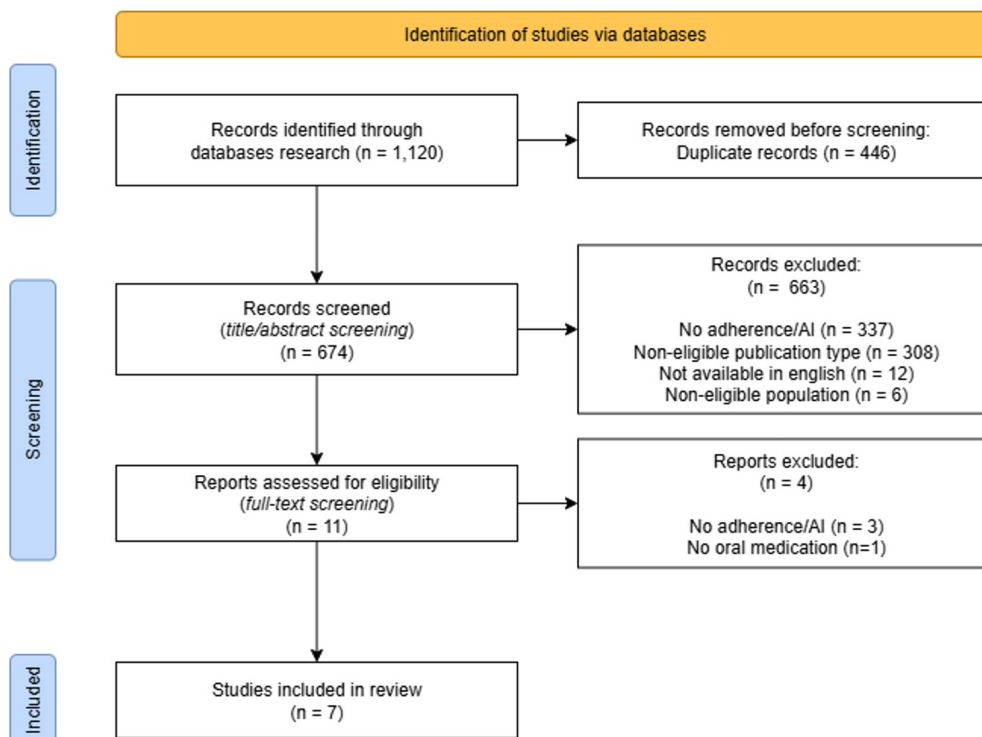 Identification of studies via databases
Identification
Records identified through
databases research (n = 1,120)
Records removed before screening:
Duplicate records (n = 446)
Screening
Records screened
(title/abstract screening)
(n = 674)
Records excluded:
(n = 663)
No adherence/AI (n = 337)
Non-eligible publication type (n = 308)
Not available in english (n = 12)
Non-eligible population (n = 6)
Reports assessed for eligibility
(full-text screening)
(n = 11)
Reports excluded:
(n = 4)
No adherence/AI (n = 3)
No oral medication (n=1)
Included
Studies included in review
(n = 7)